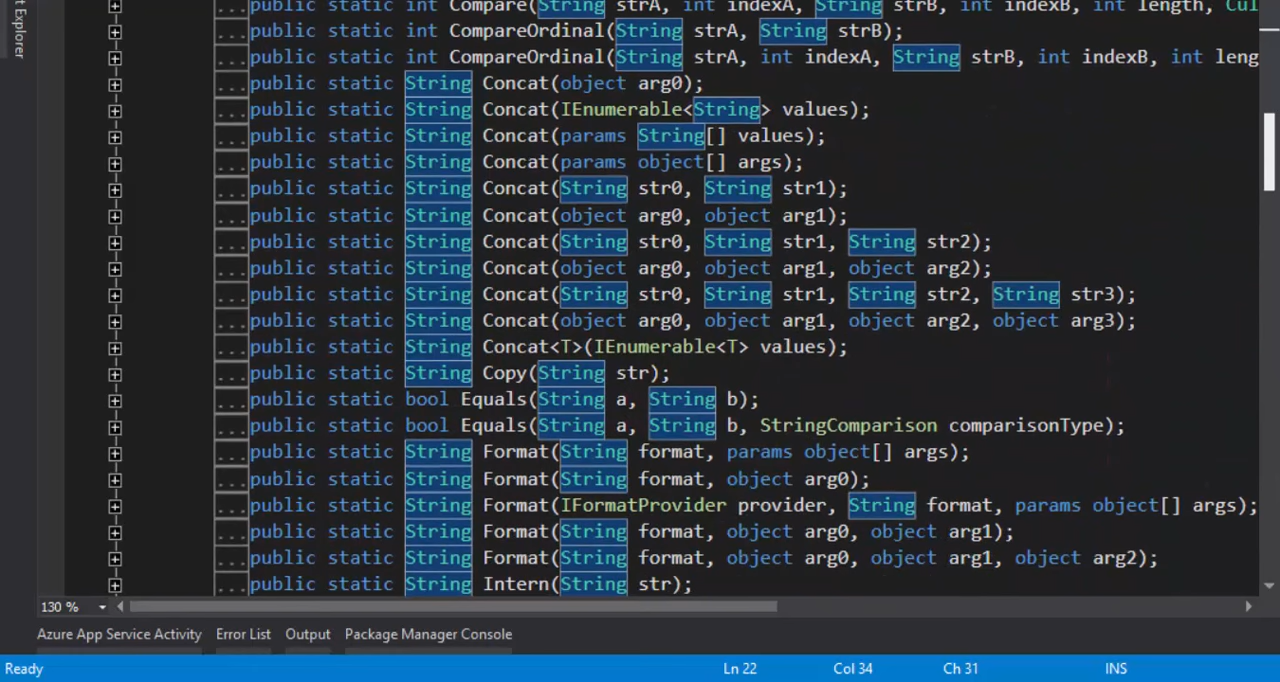 t Explorer
...public static int Compare(String strA, int indexA, String strB, int indexB, int length, Cul
...public static int CompareOrdinal(String strA, String strB);
...public static int CompareOrdinal(String strA, int indexA, String strB, int indexB, int leng
...public static String Concat(object arg0);
...public static String Concat(IEnumerable<String> values);
...public static String Concat(params String[] values);
...public static String Concat(params object[] args);
...public static String Concat(String str0, String str1);
...public static String Concat(object arg0, object arg1);
...public static String Concat(String str0, String str1, String str2);
...public static String Concat(object arg0, object arg1, object arg2);
...public static String Concat(String str0, String str1, String str2, String str3);
...public static String Concat(object arg0, object arg1, object arg2, object arg3);
...public static String Concat<T>(IEnumerable<T> values);
...public static String Copy(String str);
...public static bool Equals(String a, String b);
...public static bool Equals(String a, String b, StringComparison comparisonType);
...public static String Format(String format, params object[] args);
...public static String Format(String format, object arg0);
...public static String Format(IFormatProvider provider, String format, params object[] args);
...public static String Format(String format, object arg0, object arg1);
...public static String Format(String format, object arg0, object arg1, object arg2);
...public static String Intern(String str);
130 %
Azure App Service Activity Error List Output Package Manager Console
Ready Ln 22 Col 34 Ch 31 INS